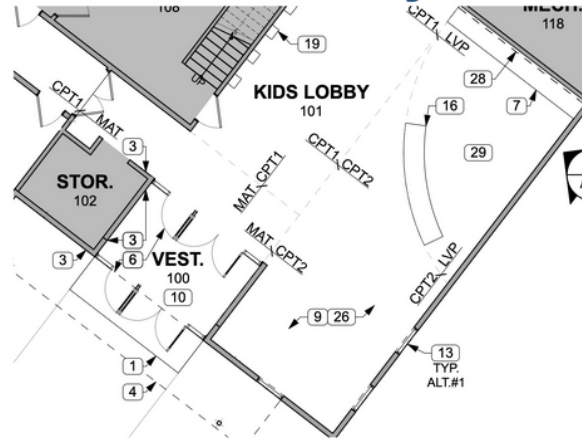 108
MECH.
118
CPT1 LVP
19
28
KIDS LOBBY
101
16
7
CPT1
MAT
3
CPT1 CPT2
29
UP
STOR.
102
MAT CPT1
3
MAT CPT2
3
6
VEST.
100
10
CPT2 LVP
9 26
1
13
TYP.
ALT.#1
4